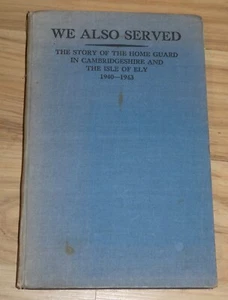 WE ALSO SERVED
THE STORY OF THE HOME GUARD
IN CAMBRIDGESHIRE AND
THE ISLE OF ELY
1940—1943